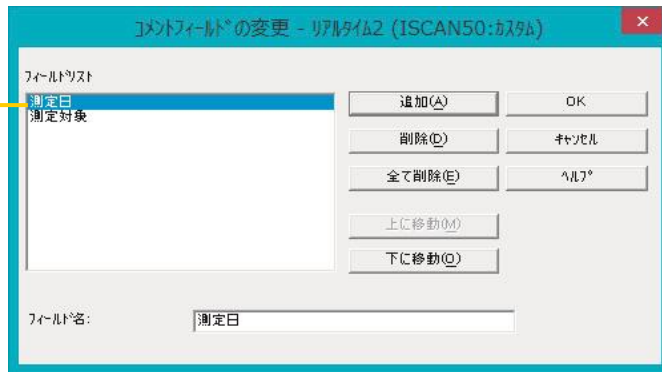 コメントフィールドの変更 - リアルタイム2 (ISCAN50:カスタム)
フィールドリスト
測定日
測定対象
追加(A)
OK
削除(D)
キャンセル
全て削除(E)
ヘルプ
上に移動(M)
下に移動(O)
フィールド名:
測定日